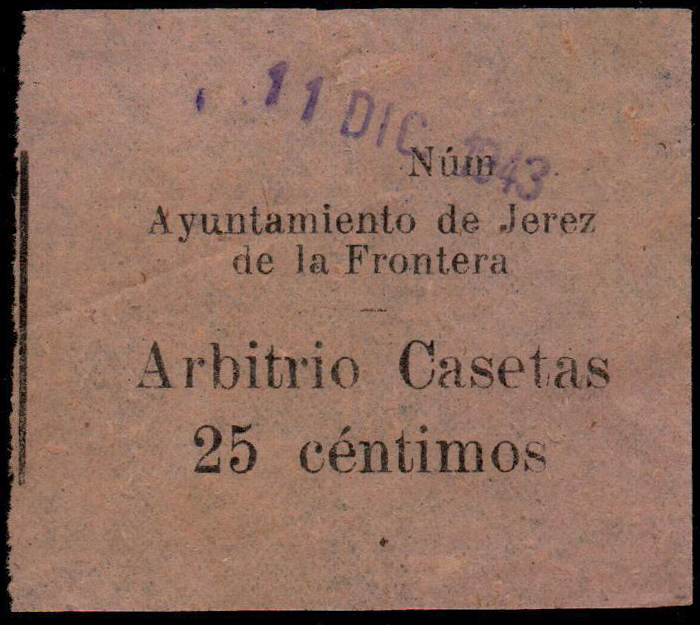 11 DIC 1943
Núm
Ayuntamiento de Jerez
de la Frontera
Arbitrio Casetas
25 céntimos